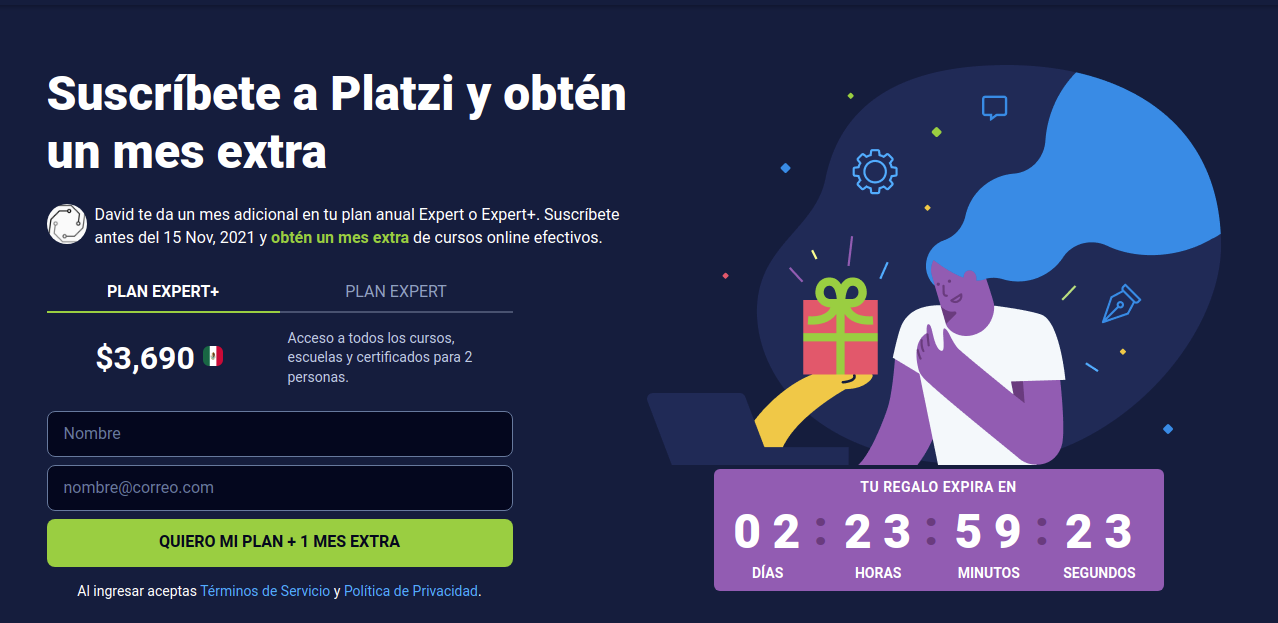 Suscríbete a Platzi y obtén
un mes extra
David te da un mes adicional en tu plan anual Expert o Expert+. Suscríbete
antes del 15 Nov, 2021 y obtén un mes extra de cursos online efectivos.
PLAN EXPERT+
PLAN EXPERT
$3,690
Acceso a todos los cursos,
escuelas y certificados para 2
personas.
Nombre
nombre@correo.com
QUIERO MI PLAN + 1 MES EXTRA
Al ingresar aceptas Términos de Servicio y Política de Privacidad.
TU REGALO EXPIRA EN
02 : 23 : 59 : 23
DÍAS HORAS MINUTOS SEGUNDOS